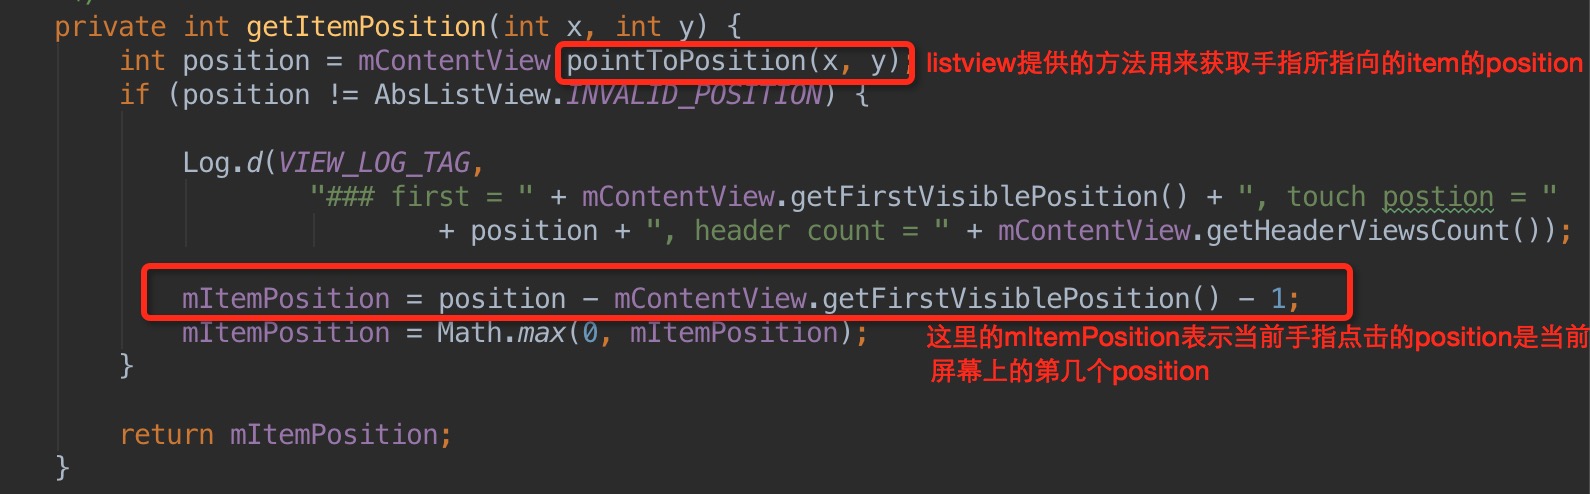 private int getItemPosition(int x, int y) {
int position = mContentView.pointToPosition(x, y); listview提供的方法用来获取手指所指向的item的position
if (position != AbsListView.INVALID_POSITION) {
Log.d(VIEW_LOG_TAG,
"### first = " + mContentView.getFirstVisiblePosition() + ", touch postion = "
+ position + ", header count = " + mContentView.getHeaderViewsCount());
mItemPosition = position - mContentView.getFirstVisiblePosition() - 1;
mItemPosition = Math.max(0, mItemPosition);
这里的mItemPosition表示当前手指点击的position是当前
屏幕上的第几个position
}
return mItemPosition;
}